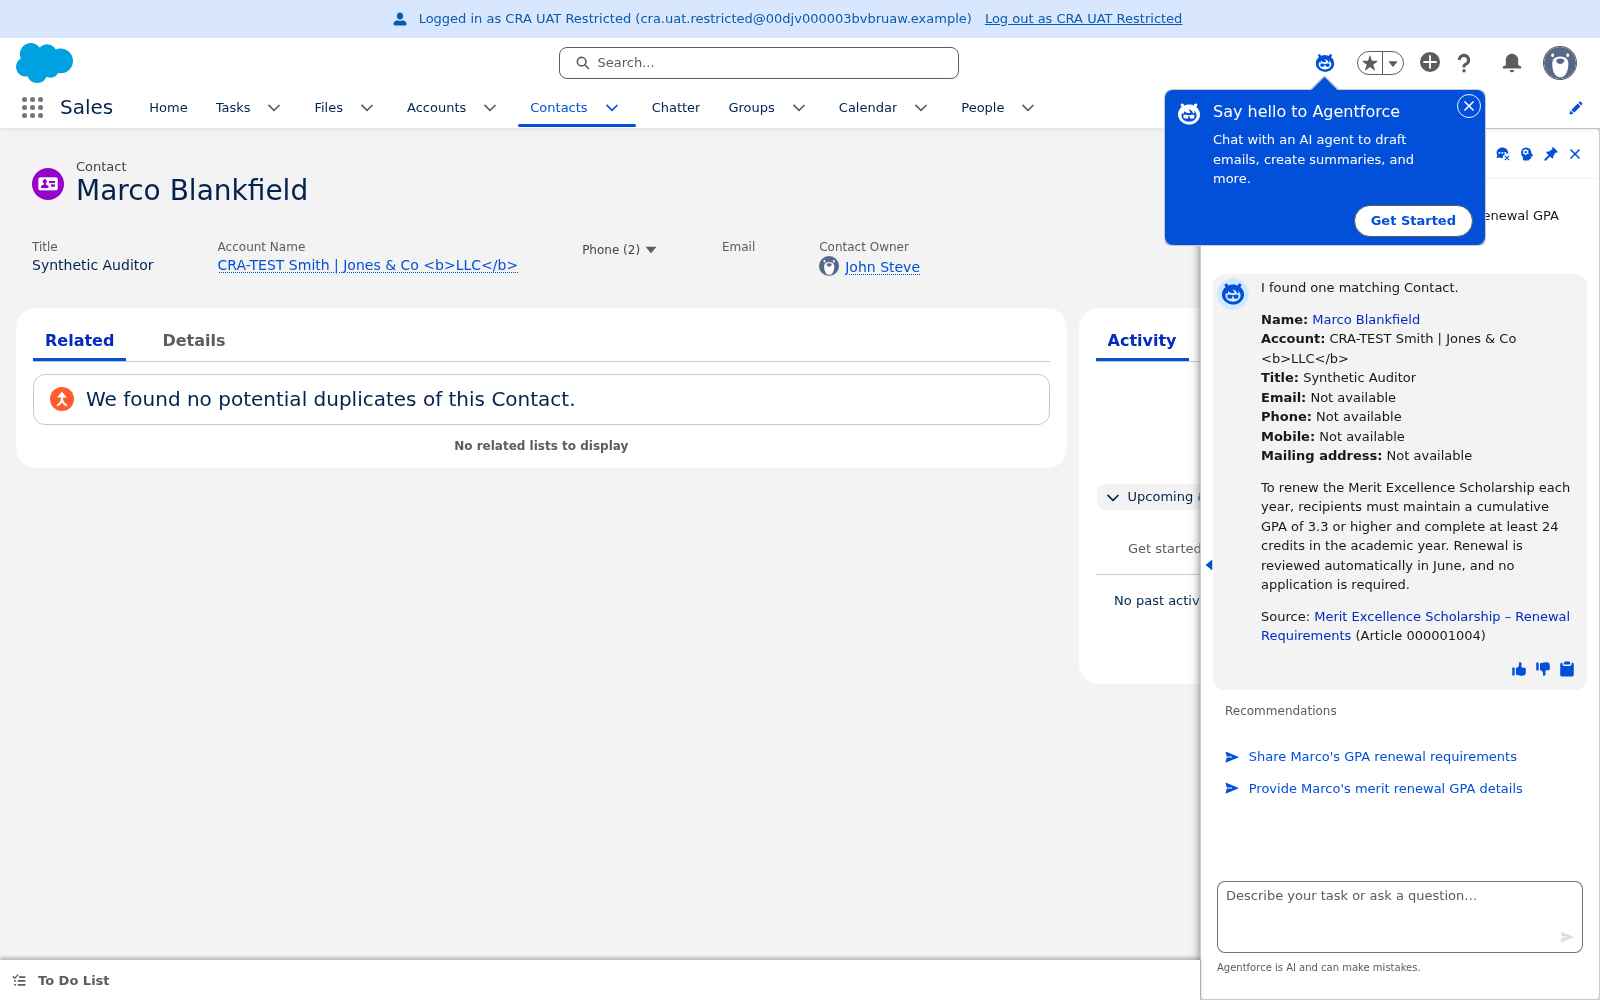 Logged in as CRA UAT Restricted (cra.uat.restricted@00djv000003bvbruaw.example) Log out as CRA UAT Restricted
Search...
Sales
Home
Tasks
Files
Accounts
Contacts
Chatter
Groups
Calendar
People
Say hello to Agentforce
Chat with an AI agent to draft
emails, create summaries, and
more.
Get Started
Contact
Marco Blankfield
Title
Synthetic Auditor
Account Name
CRA-TEST Smith | Jones & Co <b>LLC</b>
Phone (2)
Email
Contact Owner
John Steve
Related
Details
We found no potential duplicates of this Contact.
No related lists to display
Activity
Upcoming
Get started
No past activ
enewal GPA
I found one matching Contact.
Name: Marco Blankfield
Account: CRA-TEST Smith | Jones & Co
<b>LLC</b>
Title: Synthetic Auditor
Email: Not available
Phone: Not available
Mobile: Not available
Mailing address: Not available
To renew the Merit Excellence Scholarship each
year, recipients must maintain a cumulative
GPA of 3.3 or higher and complete at least 24
credits in the academic year. Renewal is
reviewed automatically in June, and no
application is required.
Source: Merit Excellence Scholarship – Renewal
Requirements (Article 000001004)
Recommendations
Share Marco's GPA renewal requirements
Provide Marco's merit renewal GPA details
Describe your task or ask a question...
Agentforce is AI and can make mistakes.
To Do List